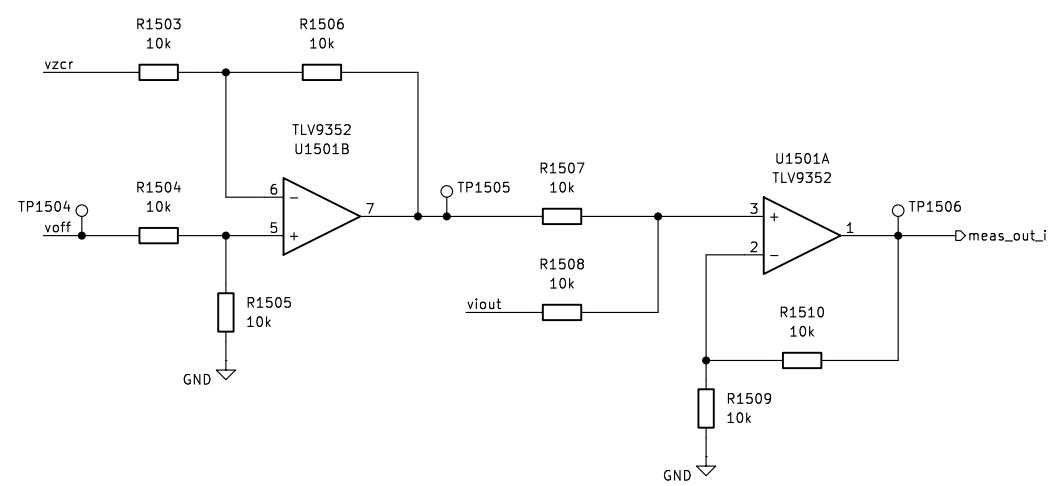 R1503
10k
R1506
10k
vzcr
TLV9352
U1501B
TP1504
voff
R1504
10k
6
5
7
TP1505
R1505
10k
GND
R1507
10k
R1508
10k
viout
U1501A
TLV9352
3
2
1
TP1506
meas_out_i
R1510
10k
R1509
10k
GND